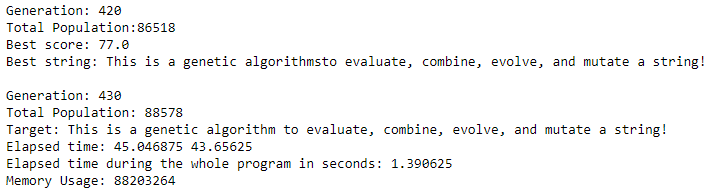 Generation: 420
Total Population:86518
Best score: 77.0
Best string: This is a genetic algorithmsto evaluate, combine, evolve, and mutate a string!
Generation: 430
Total Population: 88578
Target: This is a genetic algorithm to evaluate, combine, evolve, and mutate a string!
Elapsed time: 45.046875 43.65625
Elapsed time during the whole program in seconds: 1.390625
Memory Usage: 88203264